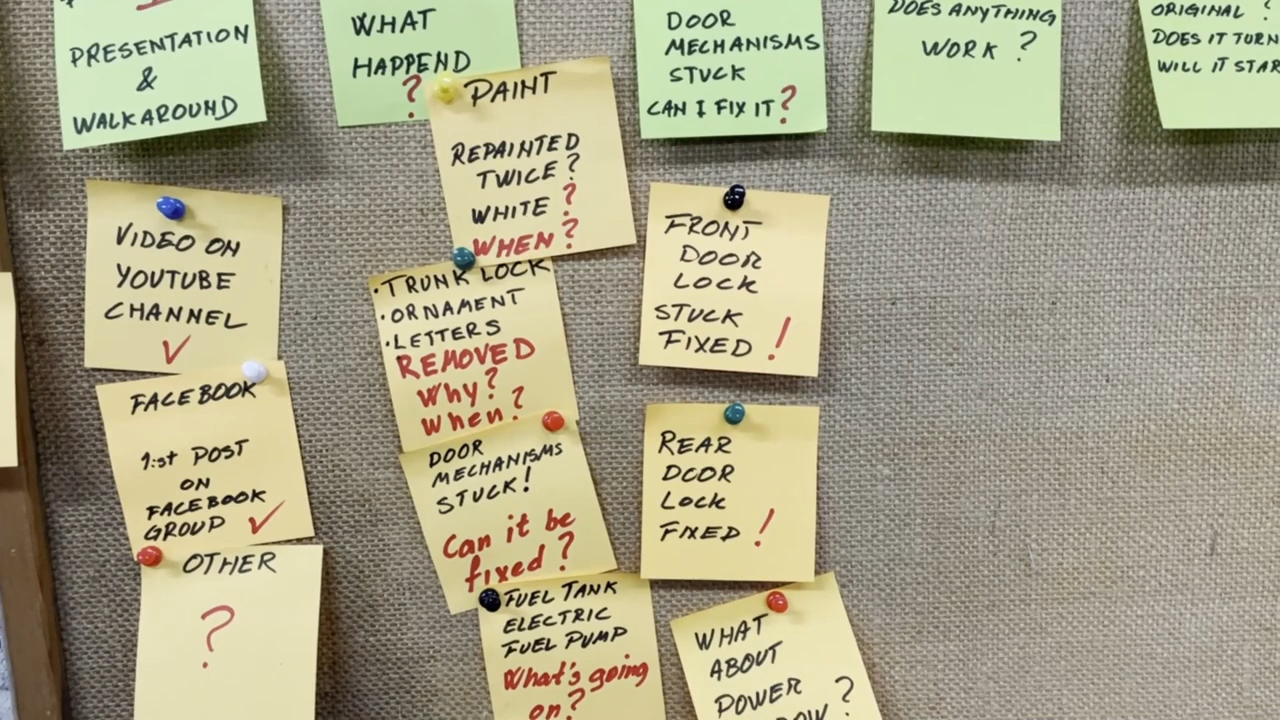 PRESENTATION
&
WALKAROUND
WHAT
HAPPEND
?
DOOR
MECHANISMS
STUCK
CAN I FIX IT?
DOES ANYTHING
WORK ?
ORIGINAL ?
DOES IT TURN
WILL IT STAR
VIDEO ON
YOUTUBE
CHANNEL
✓
FACEBOOK
1:st POST
ON
FACEBOOK
GROUP ✓
OTHER
?
PAINT
REPAINTED
TWICE?
WHITE ?
WHEN?
•TRUNK LOCK
•ORNAMENT
•LETTERS
REMOVED
Why?
When?
DOOR
MECHANISMS
STUCK!
Can it be
fixed?
FUEL TANK
ELECTRIC
FUEL PUMP
What's going
on?
FRONT
DOOR
LOCK
STUCK
FIXED !
REAR
DOOR
LOCK
FIXED !
WHAT
ABOUT
POWER
?